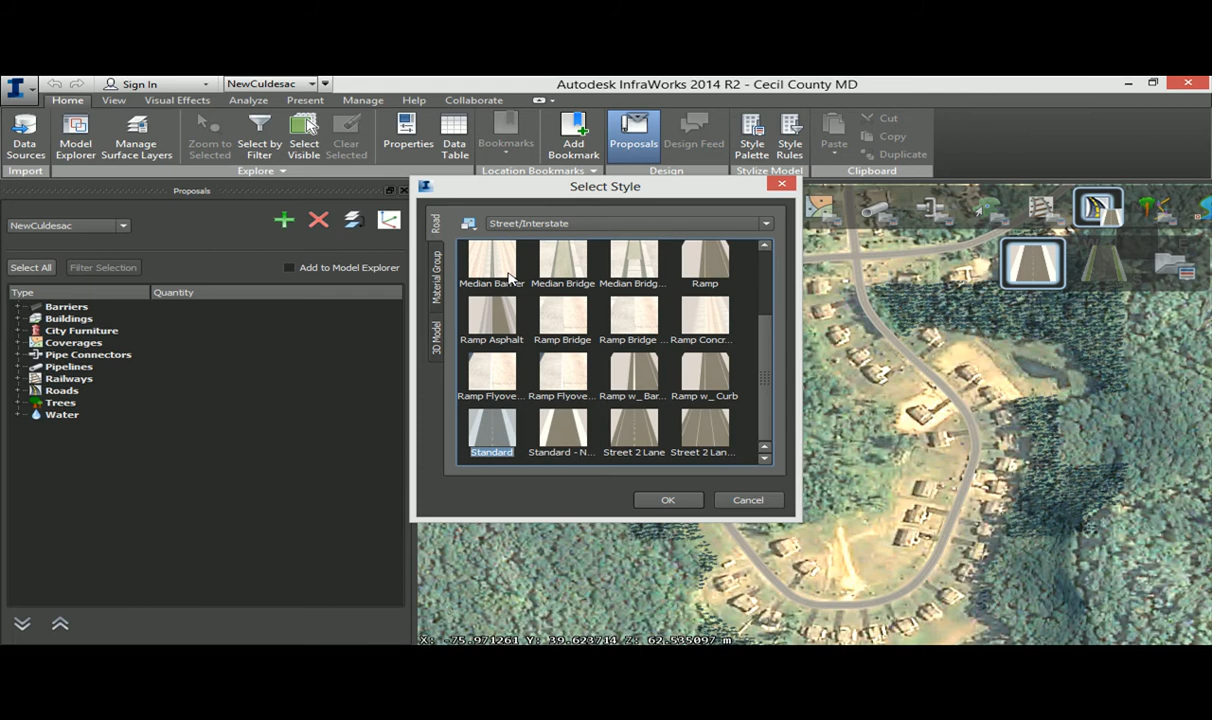 Sign In
NewCuldesac
Autodesk InfraWorks 2014 R2 - Cecil County MD
Home View Visual Effects Analyze Present Manage Help Collaborate
Data Sources
Model Explorer
Manage Surface Layers
Zoom to Selected
Select by Filter
Select Visible
Clear Selected
Properties
Data Table
Bookmarks
Add Bookmark
Proposals
Design Feed
Style Palette
Style Rules
Paste
Cut
Copy
Duplicate
Import Explore Location Bookmarks Design Stylize Model Clipboard
Proposals
NewCuldesac
Select All Filter Selection Add to Model Explorer
Type Quantity
Barriers
Buildings
City Furniture
Coverages
Pipe Connectors
Pipelines
Railways
Roads
Trees
Water
Select Style
Road
Material Group
3D Model
Street/Interstate
Median Barrier Median Bridge Median Bridg... Ramp
Ramp Asphalt Ramp Bridge Ramp Bridge ... Ramp Concr...
Ramp Flyove... Ramp Flyove... Ramp w_ Bar... Ramp w_ Curb
Standard Standard - N... Street 2 Lane Street 2 Lan...
OK Cancel
X: -75.971261 Y: 39.623714 Z: 62.535097 m